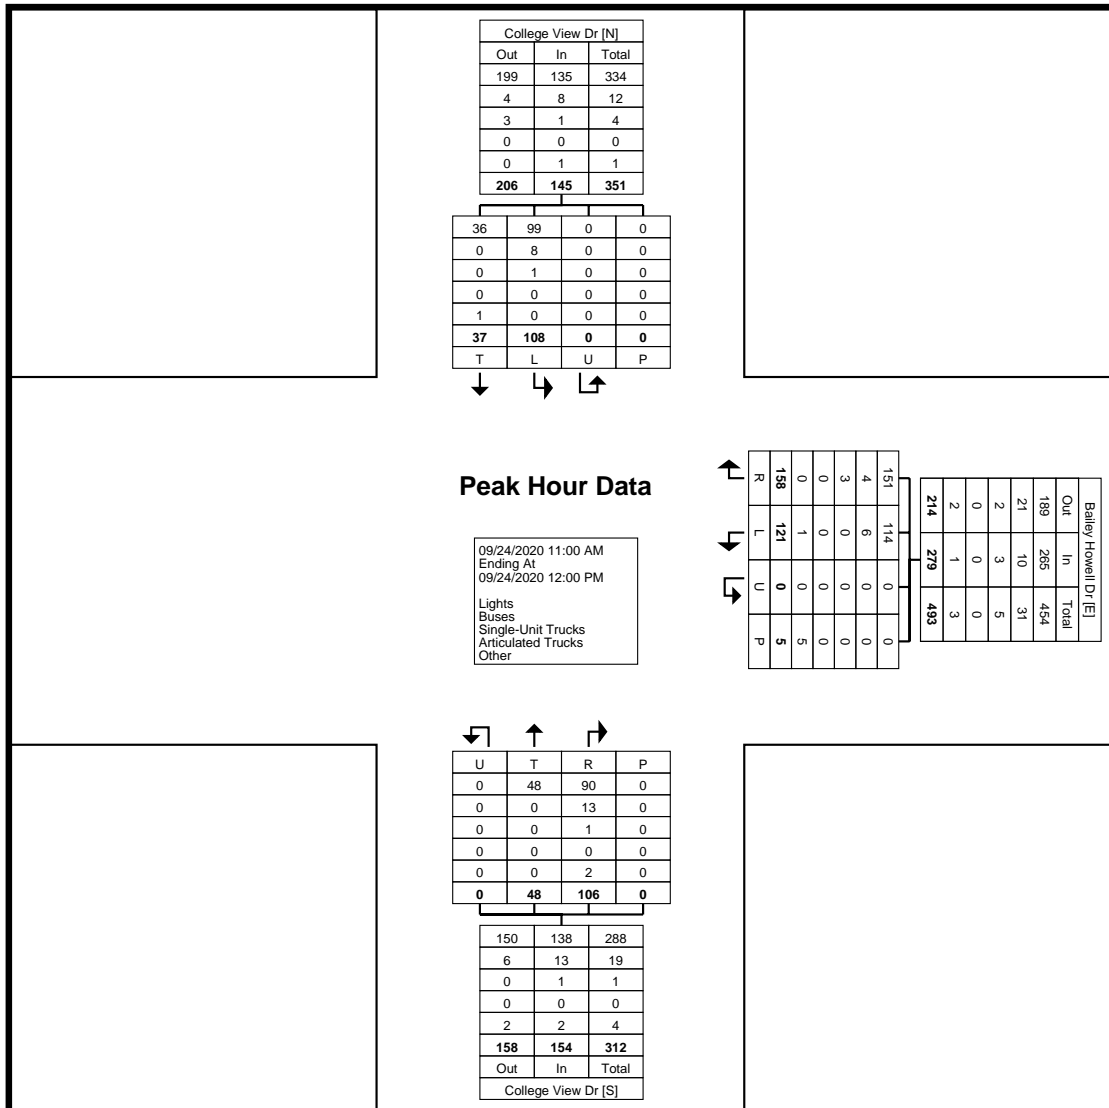 College View Dr [N]
Out In Total
199 135 334
4 8 12
3 1 4
0 0 0
0 1 1
206 145 351
36 99 0 0
0 8 0 0
0 1 0 0
0 0 0 0
1 0 0 0
37 108 0 0
T L U P
Peak Hour Data
09/24/2020 11:00 AM
Ending At
09/24/2020 12:00 PM
Lights
Buses
Single-Unit Trucks
Articulated Trucks
Other
Bailey Howell Dr [E]
Out In Total
189 265 454
21 10 31
2 3 5
0 0 0
2 1 3
214 279 493
151 114 0 0
4 6 0 0
3 0 0 0
0 0 0 0
0 1 0 5
158 121 0 5
R L U P
U T R P
0 48 90 0
0 0 13 0
0 0 1 0
0 0 0 0
0 0 2 0
0 48 106 0
150 138 288
6 13 19
0 1 1
0 0 0
2 2 4
158 154 312
Out In Total
College View Dr [S]